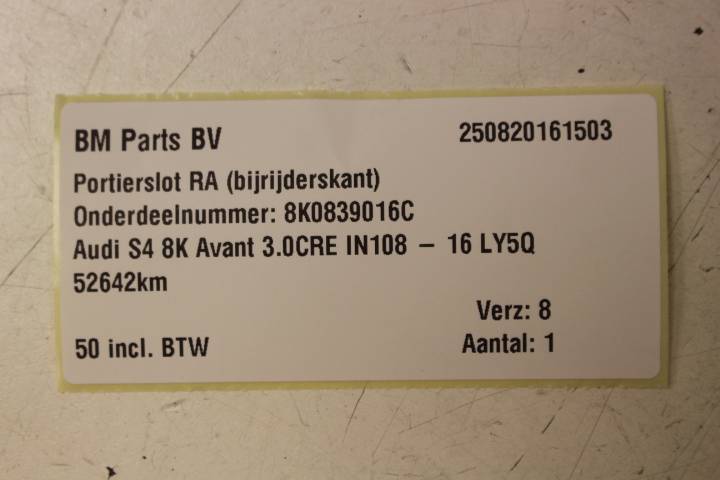 BM Parts BV 250820161503
Portierslot RA (bijrijderskant)
Onderdeelnummer: 8K0839016C
Audi S4 8K Avant 3.0CRE IN108 – 16 LY5Q
52642km
Verz: 8
50 incl. BTW Aantal: 1